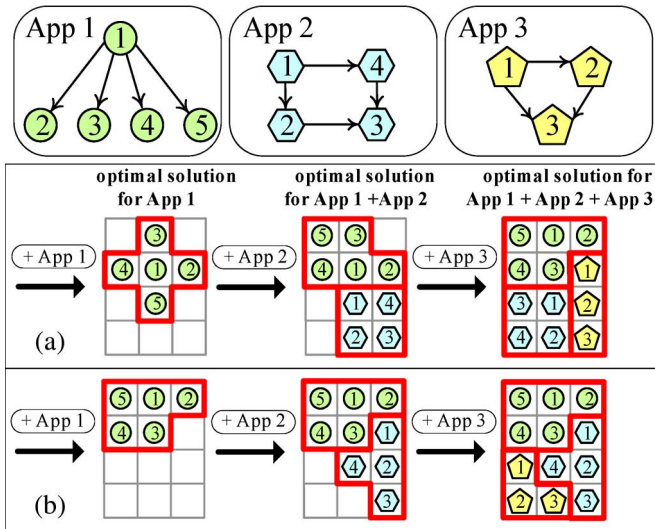 App 1
1
2 3 4 5
App 2
1 4
2 3
App 3
1 2
3
optimal solution
for App 1
optimal solution
for App 1 +App 2
optimal solution for
App 1 + App 2 + App 3
(a)
+ App 1
3
4 1 2
5
+ App 2
5 3
4 1 2
1 4
2 3
+ App 3
5 1 2
4 3 1
3 1 2
4 2 3
(b)
+ App 1
5 1 2
4 3
+ App 2
5 1 2
4 3 1
4 2
3
+ App 3
5 1 2
4 3 1
1 4 2
2 3 3